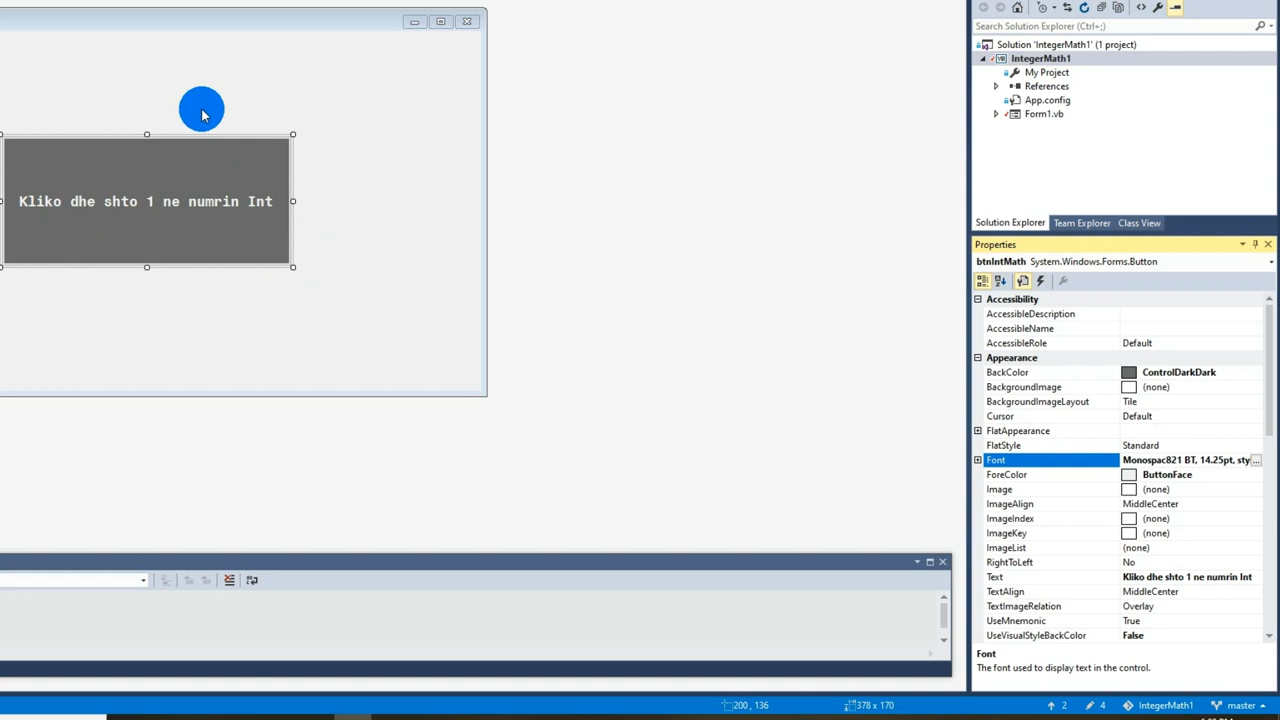 Search Solution Explorer (Ctrl+;)
Solution 'IntegerMath1' (1 project)
VB IntegerMath1
My Project
References
App.config
Form1.vb
Kliko dhe shto 1 ne numrin Int
Solution Explorer Team Explorer Class View
Properties
btnIntMath System.Windows.Forms.Button
Accessibility
AccessibleDescription
AccessibleName
AccessibleRole Default
Appearance
BackColor ControlDarkDark
BackgroundImage (none)
BackgroundImageLayout Tile
Cursor Default
FlatAppearance
FlatStyle Standard
Font Monospac821 BT, 14.25pt, sty ...
ForeColor ButtonFace
Image (none)
ImageAlign MiddleCenter
ImageIndex (none)
ImageKey (none)
ImageList (none)
RightToLeft No
Text Kliko dhe shto 1 ne numrin Int
TextAlign MiddleCenter
TextImageRelation Overlay
UseMnemonic True
UseVisualStyleBackColor False
Font
The font used to display text in the control.
200 , 136 378 x 170 2 4 IntegerMath1 master